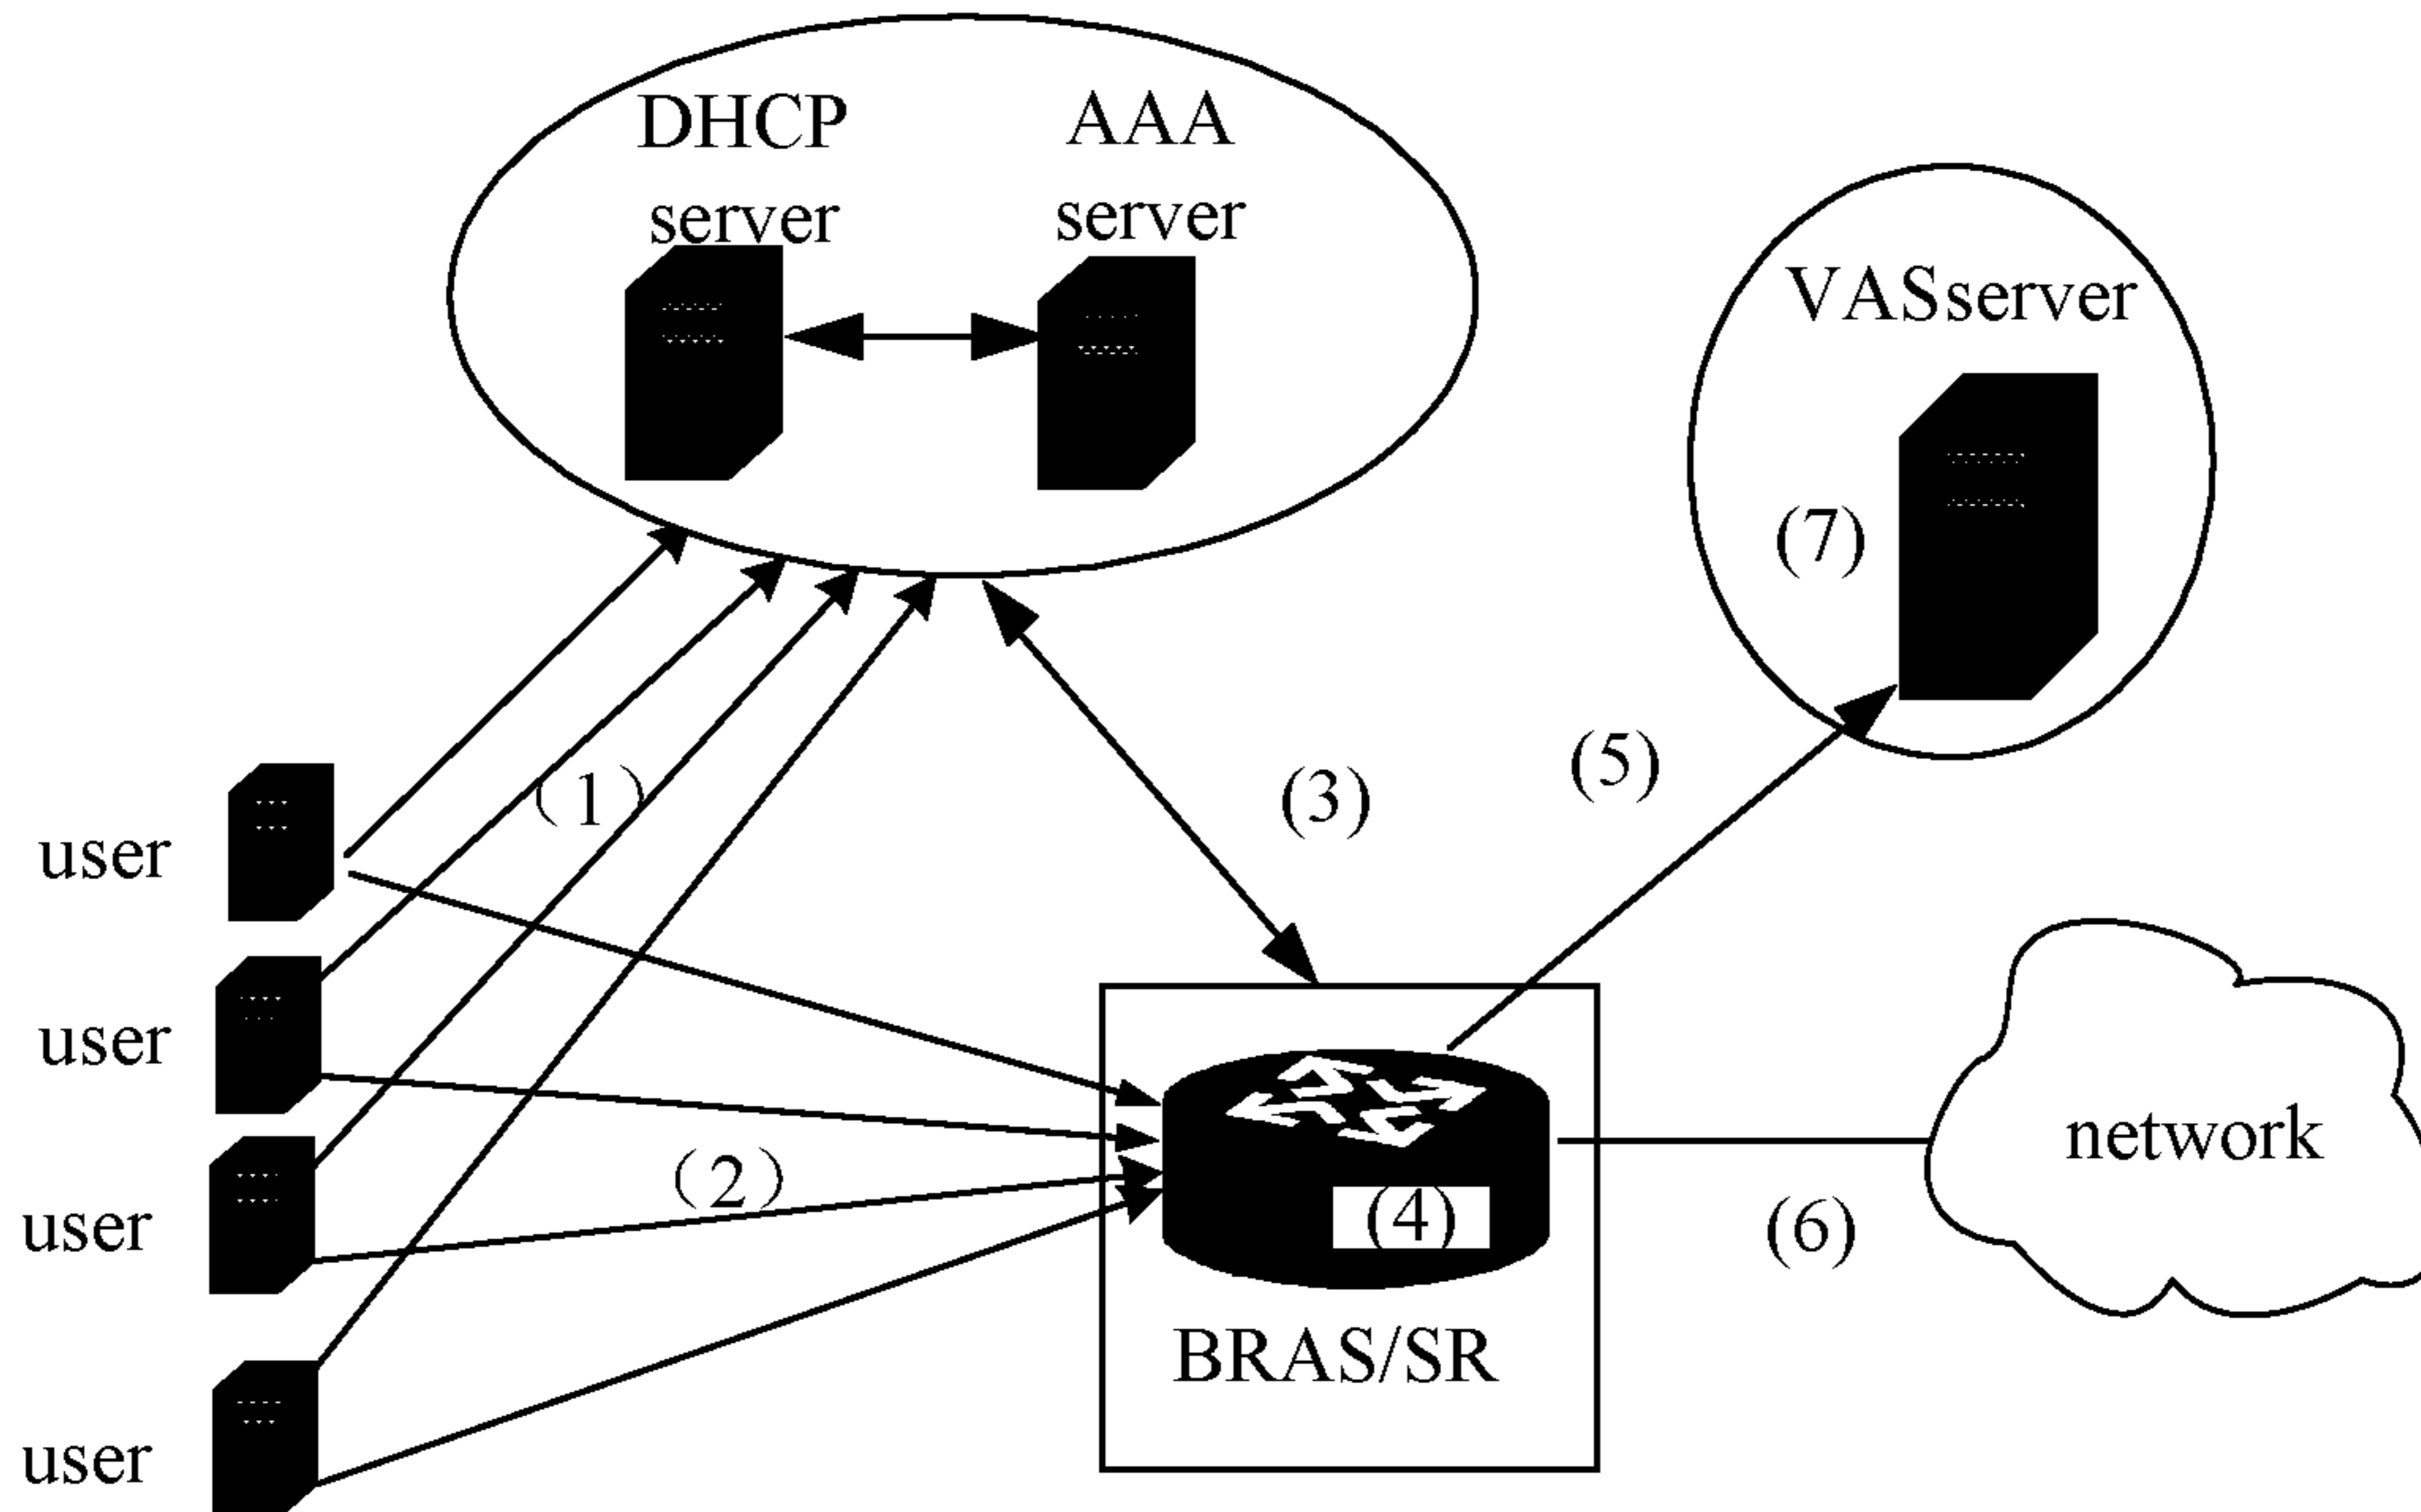 DHCP
server
AAA
server
VASserver
(7)
(5)
(3)
(1)
user
user
(2)
user
(4)
network
(6)
BRAS/SR
user